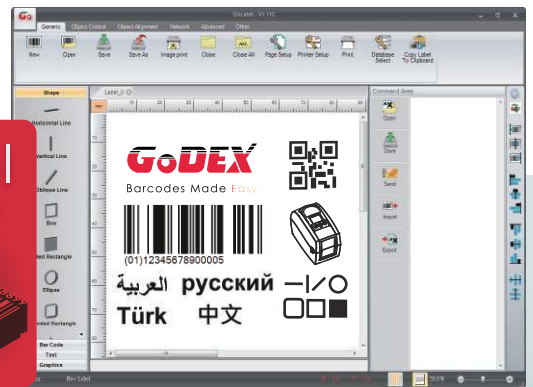 Go
GoLabel - V1.11C
Generic Object Control Object Alignment Network Advanced Other
New Open Save Save As Image print Close Close All Page Setup Printer Setup Print Database Select Copy Label To Clipboard
Shape
Horizontal Line
Vertical Line
Oblique Line
Box
Ellipse
Bar Code
Text
Graphics
Label_0
GoDEX
Barcodes Made Easy
(01)12345678900005
العربية русский
Türk 中文
Command Area
Open
Save
Send
Import
Export
New Label